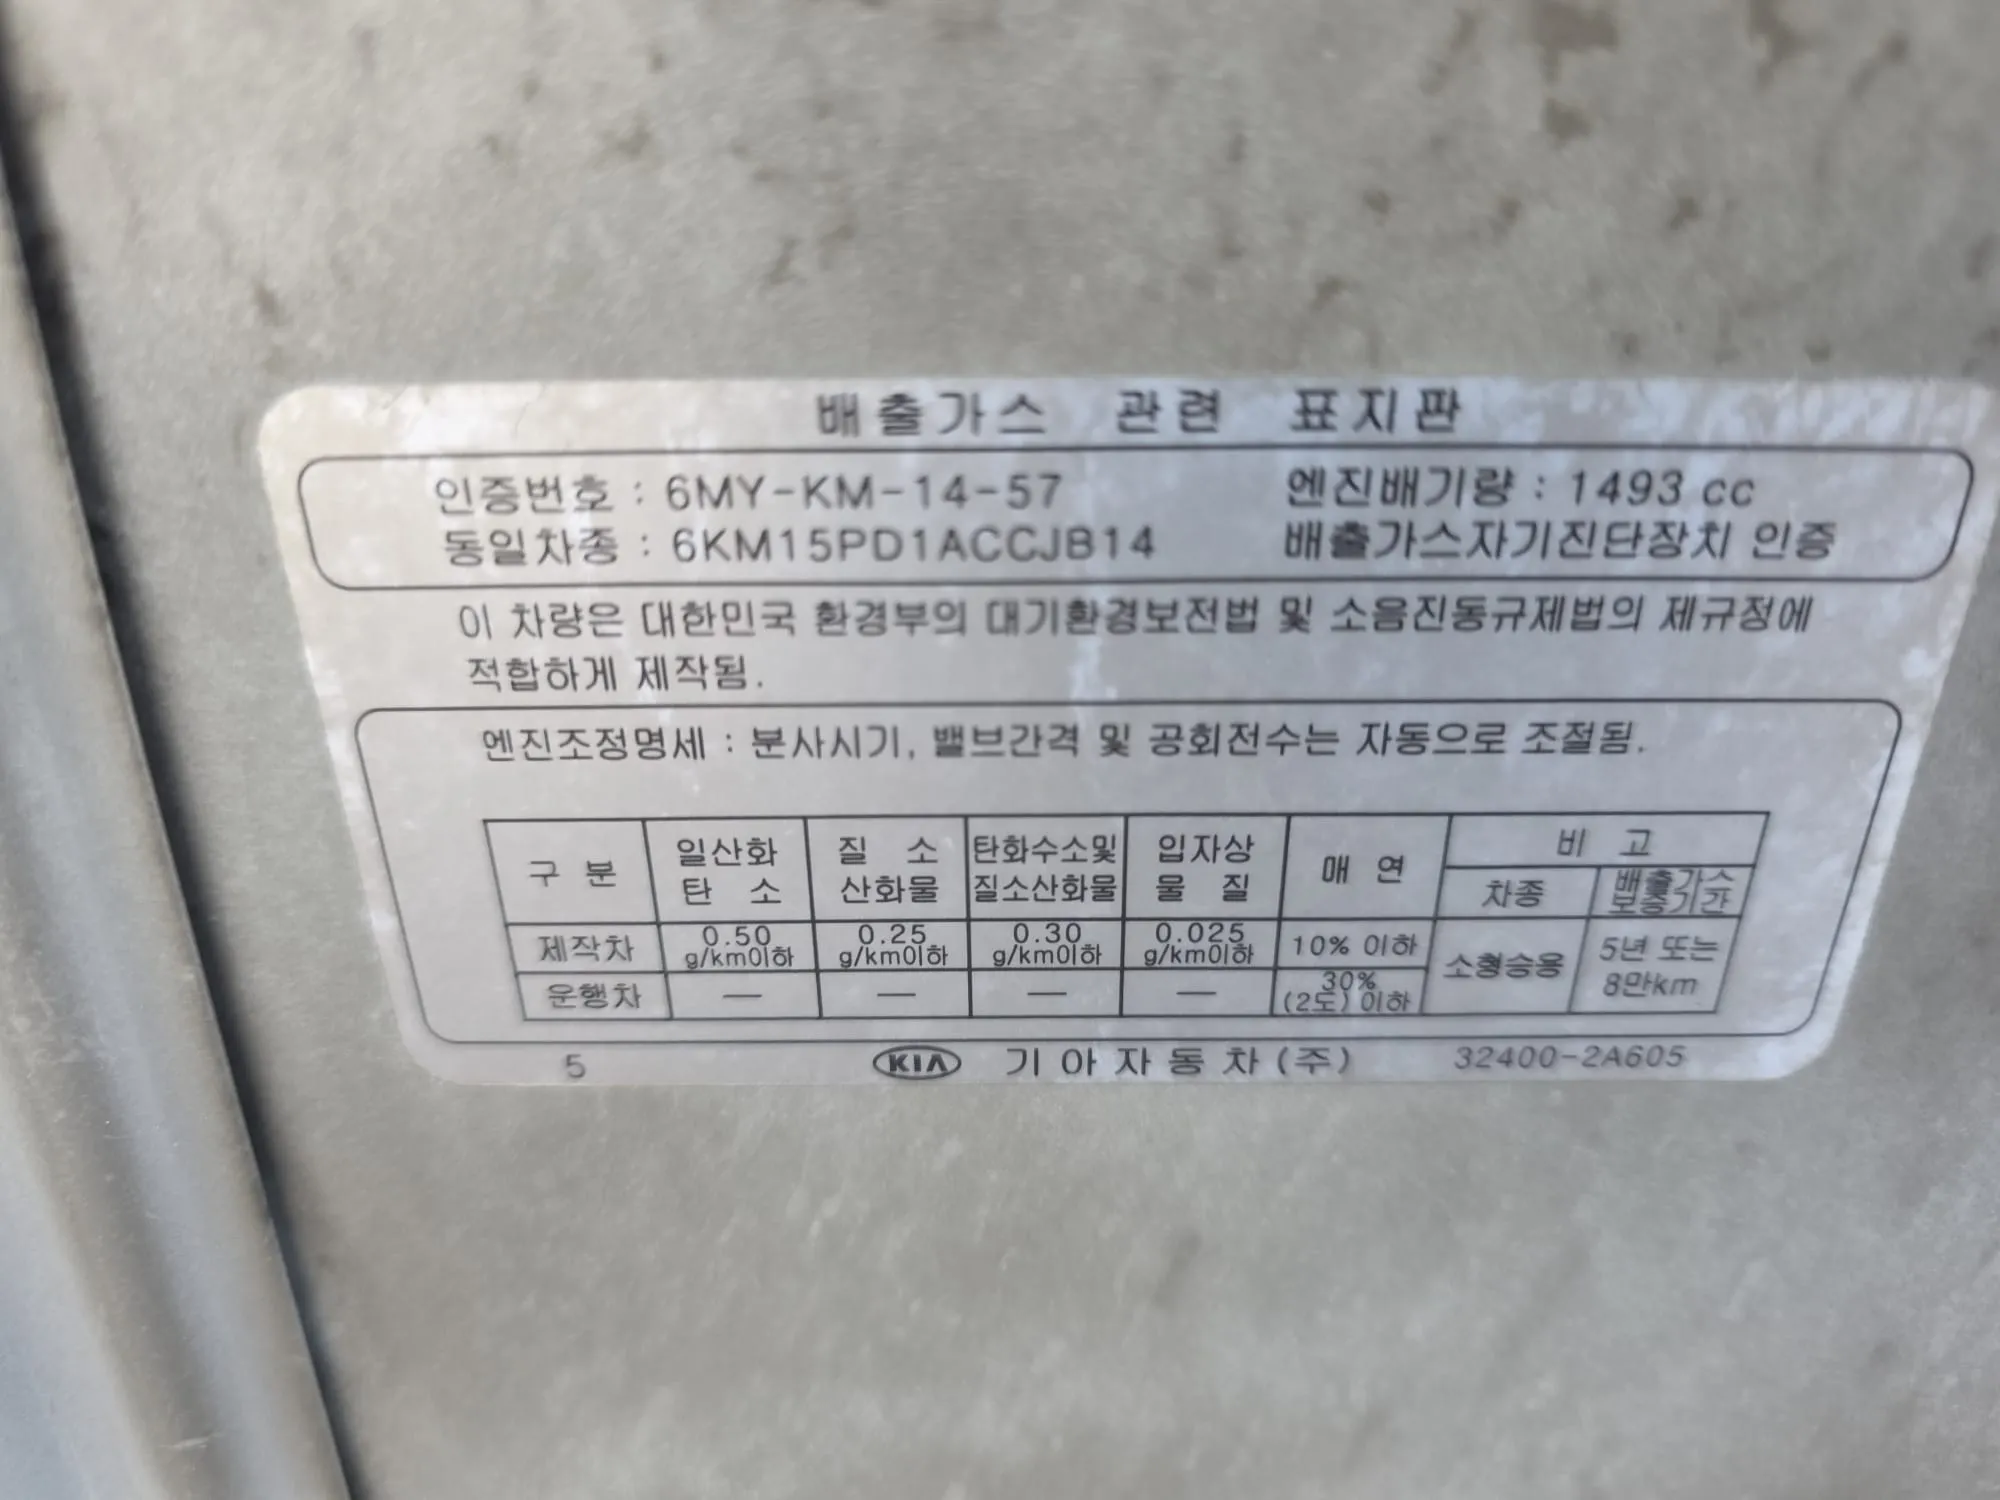 배출가스 관련 표지판
인증번호 : 6MY-KM-14-57 엔진배기량 : 1493 cc
동일차종 : 6KM15PD1ACCJB14 배출가스자기진단장치 인증
이 차량은 대한민국 환경부의 대기환경보전법 및 소음진동규제법의 제규정에
적합하게 제작됨.
엔진조정명세 : 분사시기, 밸브간격 및 공회전수는 자동으로 조절됨.
구 분 일산화 탄 소 질 소 산화물 탄화수소및 질소산화물 입자상 물 질 매 연 비 고
차종 배출가스 보증기간
제작차 0.50 g/km이하 0.25 g/km이하 0.30 g/km이하 0.025 g/km이하 10% 이하 소형승용 5년 또는 8만km
운행차 — — — — 30% (2도) 이하
5 KIA 기아자동차(주) 32400-2A605